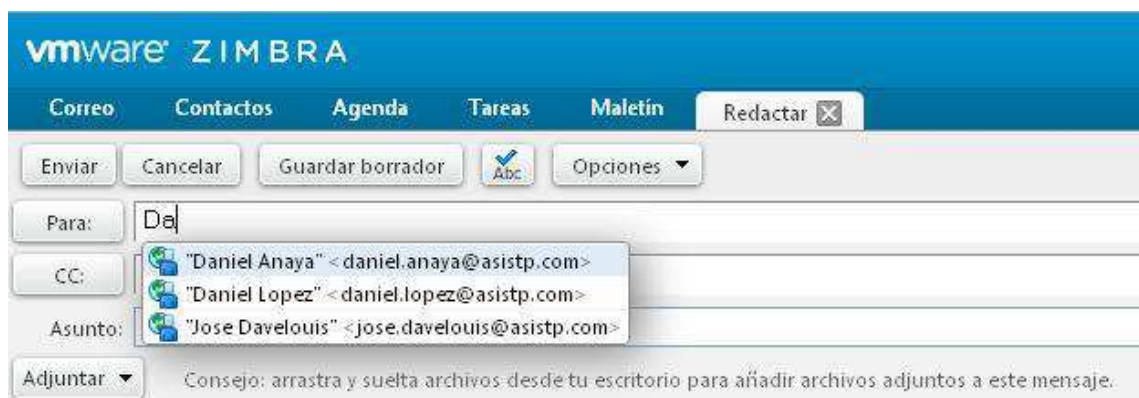 vmware ZIMBRA
Correo Contactos Agenda Tareas Maletín Redactar
Enviar Cancelar Guardar borrador Abc Opciones
Para: Da
"Daniel Anaya" <daniel.anaya@asistp.com>
CC:
"Daniel Lopez" <daniel.lopez@asistp.com>
Asunto: "Jose Davelouis" <jose.davelouis@asistp.com>
Adjuntar Consejo: arrastra y suelta archivos desde tu escritorio para añadir archivos adjuntos a este mensaje.